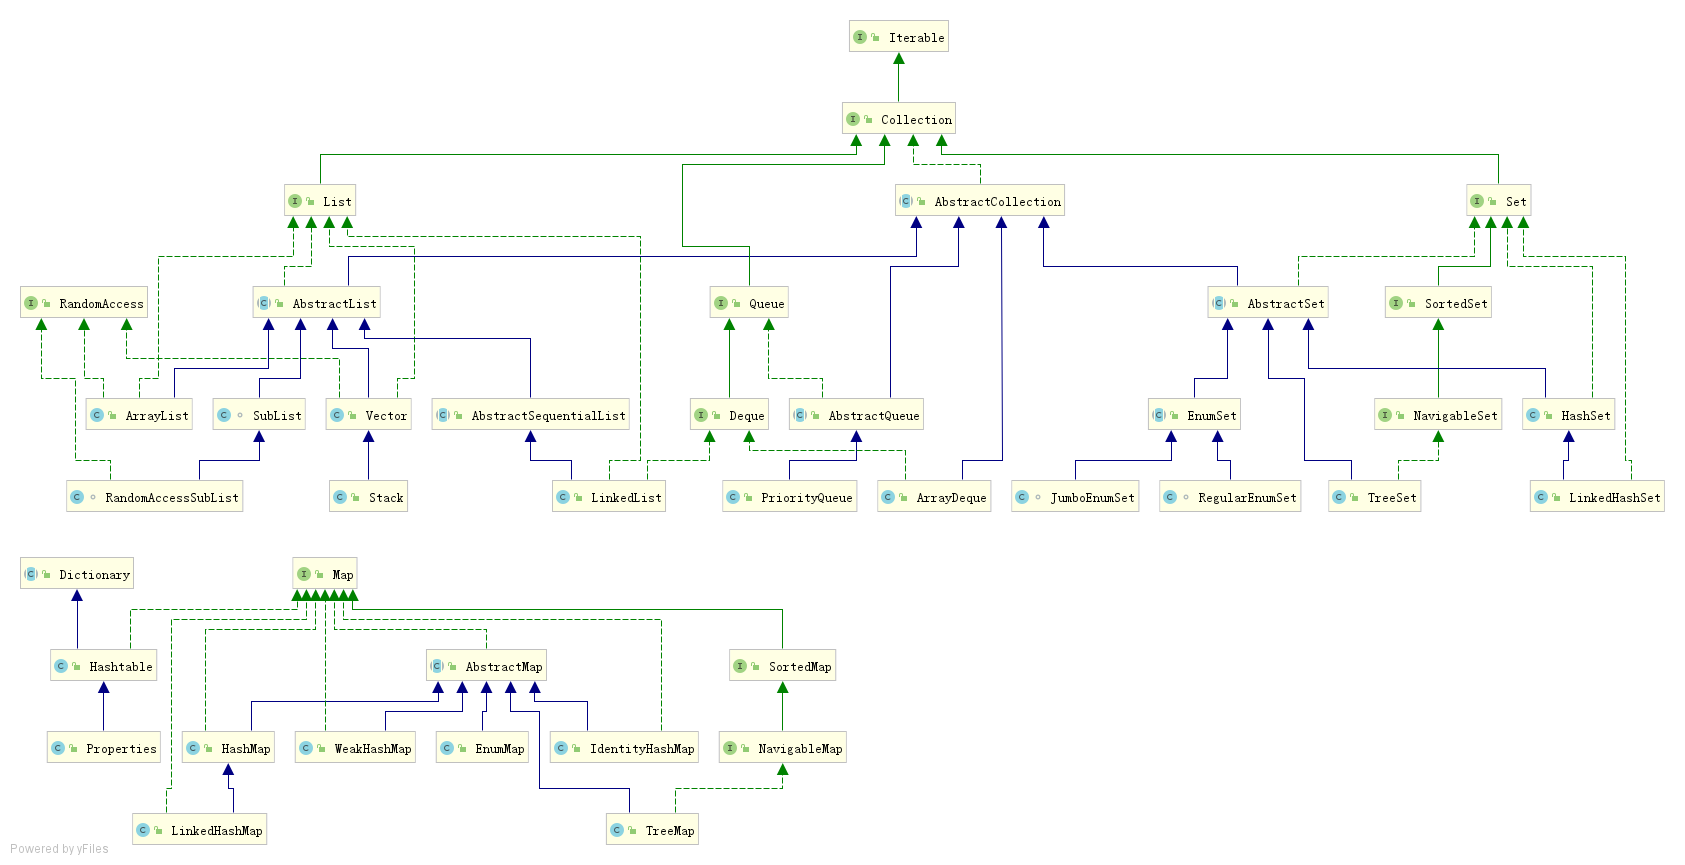 Iterable
Collection
List
AbstractCollection
Set
RandomAccess
AbstractList
Queue
AbstractSet
SortedSet
ArrayList
SubList
Vector
AbstractSequentialList
Deque
AbstractQueue
EnumSet
NavigableSet
HashSet
RandomAccessSubList
Stack
LinkedList
PriorityQueue
ArrayDeque
JumboEnumSet
RegularEnumSet
TreeSet
LinkedHashSet
Dictionary
Map
Hashtable
AbstractMap
SortedMap
Properties
HashMap
WeakHashMap
EnumMap
IdentityHashMap
NavigableMap
LinkedHashMap
TreeMap
Powered by yFiles